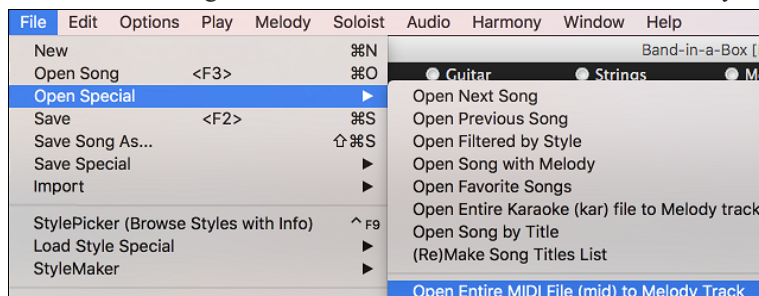 File Edit Options Play Melody Soloist Audio Harmony Window Help
Band-in-a-Box [
Guitar Strings M
New ⌘N
Open Song <F3> ⌘O
Open Special ▶
Save <F2> ⌘S
Save Song As... ⇧⌘S
Save Special ▶
Import ▶
StylePicker (Browse Styles with Info) ^F9
Load Style Special ▶
StyleMaker ▶
Open Next Song
Open Previous Song
Open Filtered by Style
Open Song with Melody
Open Favorite Songs
Open Entire Karaoke (kar) file to Melody track
Open Song by Title
(Re)Make Song Titles List
Open Entire MIDI File (mid) to Melody Track